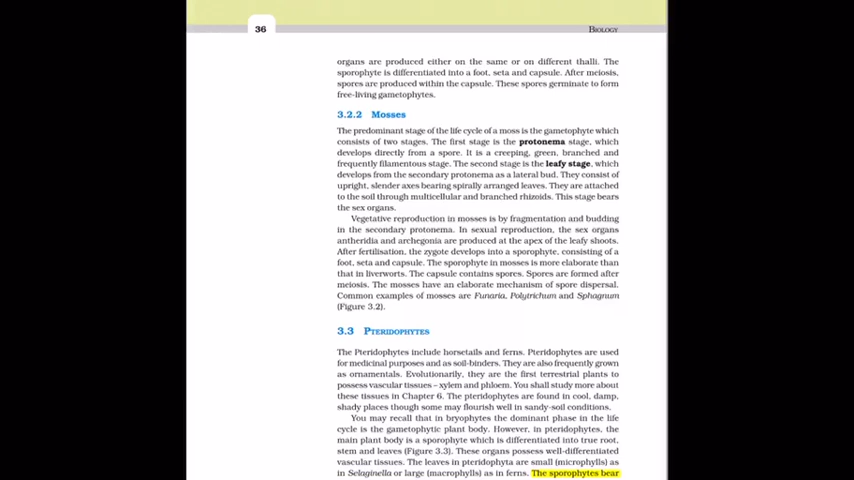 36
BIOLOGY
organs are produced either on the same or on different thalli. The
sporophyte is differentiated into a foot, seta and capsule. After meiosis,
spores are produced within the capsule. These spores germinate to form
free-living gametophytes.
3.2.2 Mosses
The predominant stage of the life cycle of a moss is the gametophyte which
consists of two stages. The first stage is the protonema stage, which
develops directly from a spore. It is a creeping, green, branched and
frequently filamentous stage. The second stage is the leafy stage, which
develops from the secondary protonema as a lateral bud. They consist of
upright, slender axes bearing spirally arranged leaves. They are attached
to the soil through multicellular and branched rhizoids. This stage bears
the sex organs.
Vegetative reproduction in mosses is by fragmentation and budding
in the secondary protonema. In sexual reproduction, the sex organs
antheridia and archegonia are produced at the apex of the leafy shoots.
After fertilisation, the zygote develops into a sporophyte, consisting of a
foot, seta and capsule. The sporophyte in mosses is more elaborate than
that in liverworts. The capsule contains spores. Spores are formed after
meiosis. The mosses have an elaborate mechanism of spore dispersal.
Common examples of mosses are Funaria, Polytrichum and Sphagnum
(Figure 3.2).
3.3 PTERIDOPHYTES
The Pteridophytes include horsetails and ferns. Pteridophytes are used
for medicinal purposes and as soil-binders. They are also frequently grown
as ornamentals. Evolutionarily, they are the first terrestrial plants to
possess vascular tissues – xylem and phloem. You shall study more about
these tissues in Chapter 6. The pteridophytes are found in cool, damp,
shady places though some may flourish well in sandy-soil conditions.
You may recall that in bryophytes the dominant phase in the life
cycle is the gametophytic plant body. However, in pteridophytes, the
main plant body is a sporophyte which is differentiated into true root,
stem and leaves (Figure 3.3). These organs possess well-differentiated
vascular tissues. The leaves in pteridophyta are small (microphylls) as
in Selaginella or large (macrophylls) as in ferns. The sporophytes bear